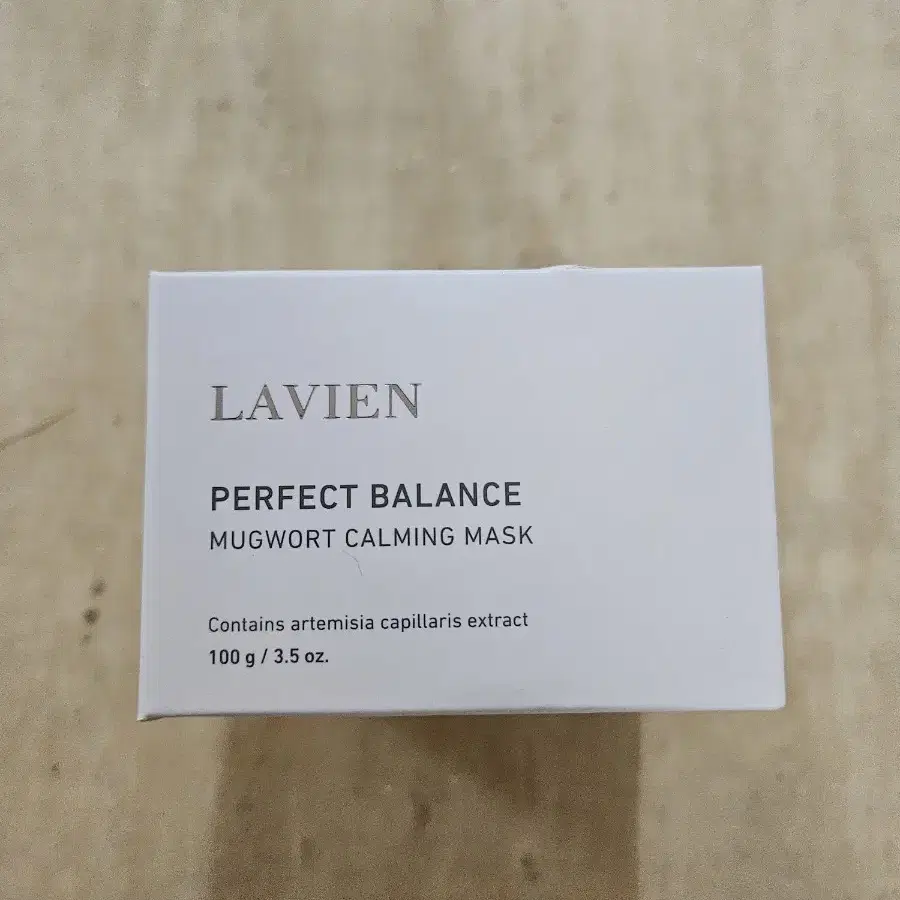 LAVIEN
PERFECT BALANCE
MUGWORT CALMING MASK
Contains artemisia capillaris extract
100 g / 3.5 oz.